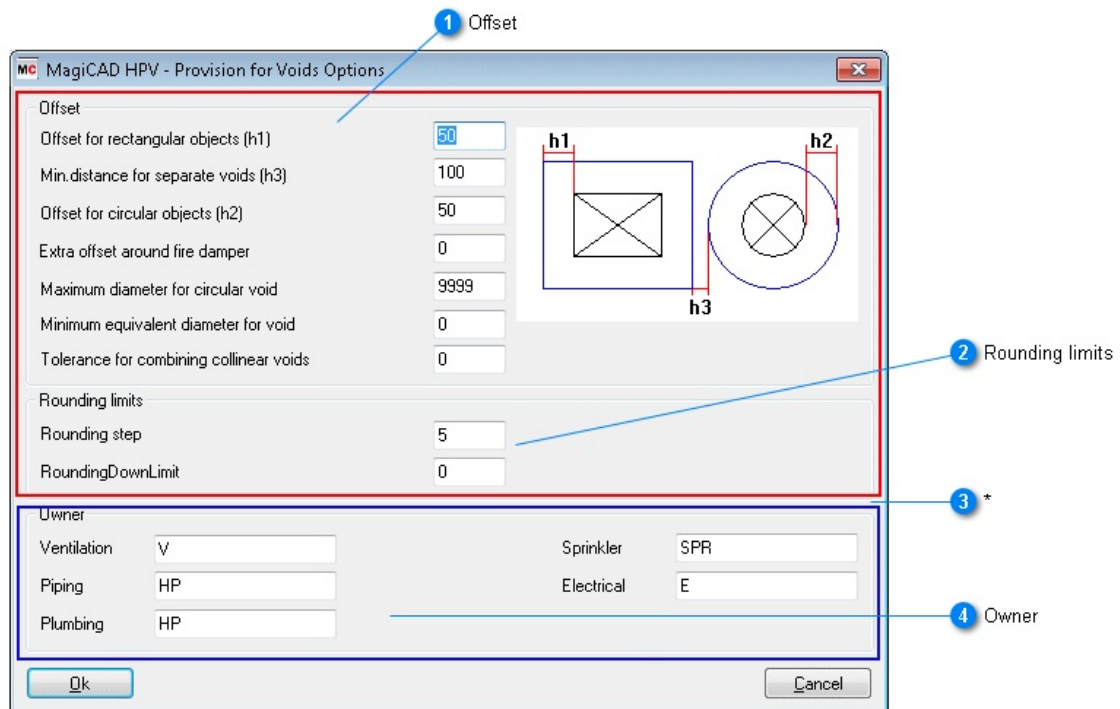 1 Offset
MC MagiCAD HPV - Provision for Voids Options
Offset
Offset for rectangular objects (h1) 50
Min.distance for separate voids (h3) 100
Offset for circular objects (h2) 50
Extra offset around fire damper 0
Maximum diameter for circular void 9999
Minimum equivalent diameter for void 0
Tolerance for combining collinear voids 0
h1 h2
h3
2 Rounding limits
Rounding limits
Rounding step 5
RoundingDownLimit 0
3 *
Owner
Ventilation V Sprinkler SPR
Piping HP Electrical E
Plumbing HP
4 Owner
Ok Cancel